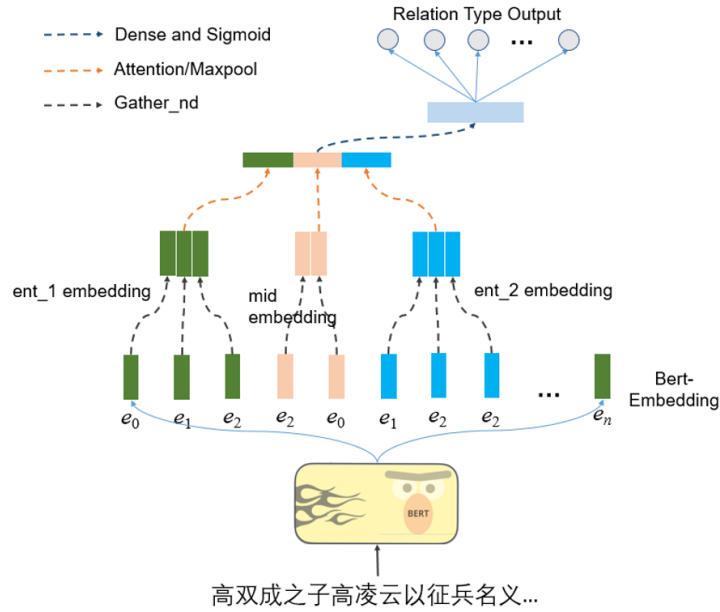 Relation Type Output
Dense and Sigmoid
...
Attention/Maxpool
Gather_nd
ent_1 embedding
mid
embedding
ent_2 embedding
Bert-
Embedding
...
e0 e1 e2 e2 e0 e1 e2 e2 en
BERT
高双成之子高凌云以征兵名义...